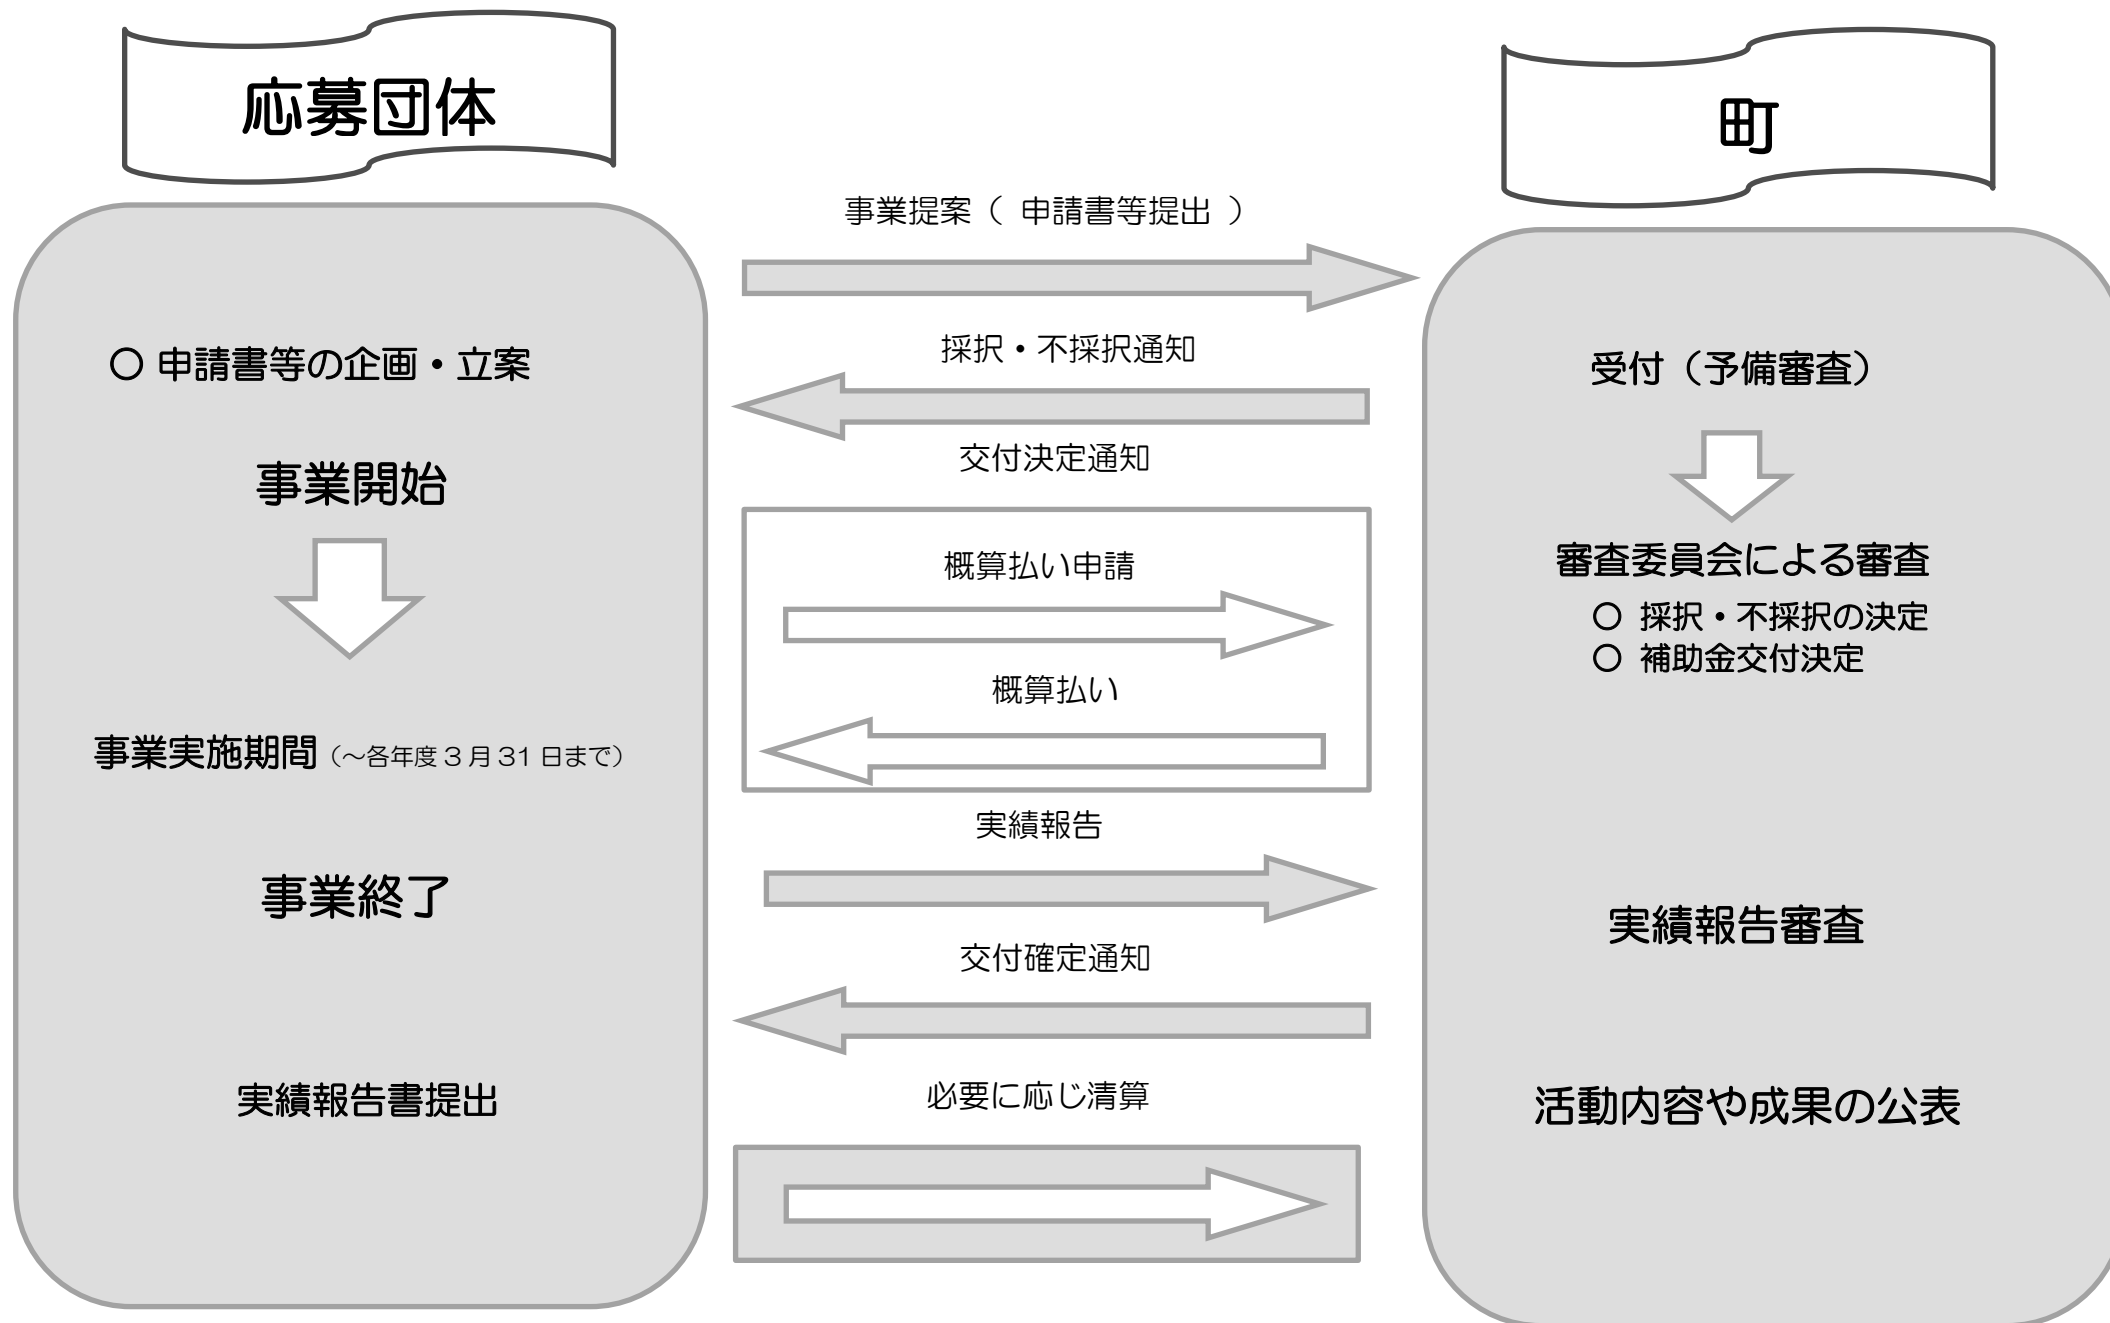 応募団体
○ 申請書等の企画・立案
事業開始
事業実施期間（～各年度３月31日まで）
事業終了
実績報告書提出
事業提案（ 申請書等提出 ）
採択・不採択通知
交付決定通知
概算払い申請
概算払い
実績報告
交付確定通知
必要に応じ清算
町
受付（予備審査）
審査委員会による審査
○ 採択・不採択の決定
○ 補助金交付決定
実績報告審査
活動内容や成果の公表